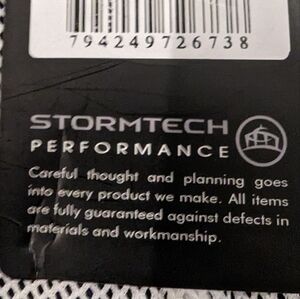 794249726738
STORMTECH
PERFORMANCE
Careful thought and planning goes
into every product we make. All items
are fully guaranteed against defects in
materials and workmanship.